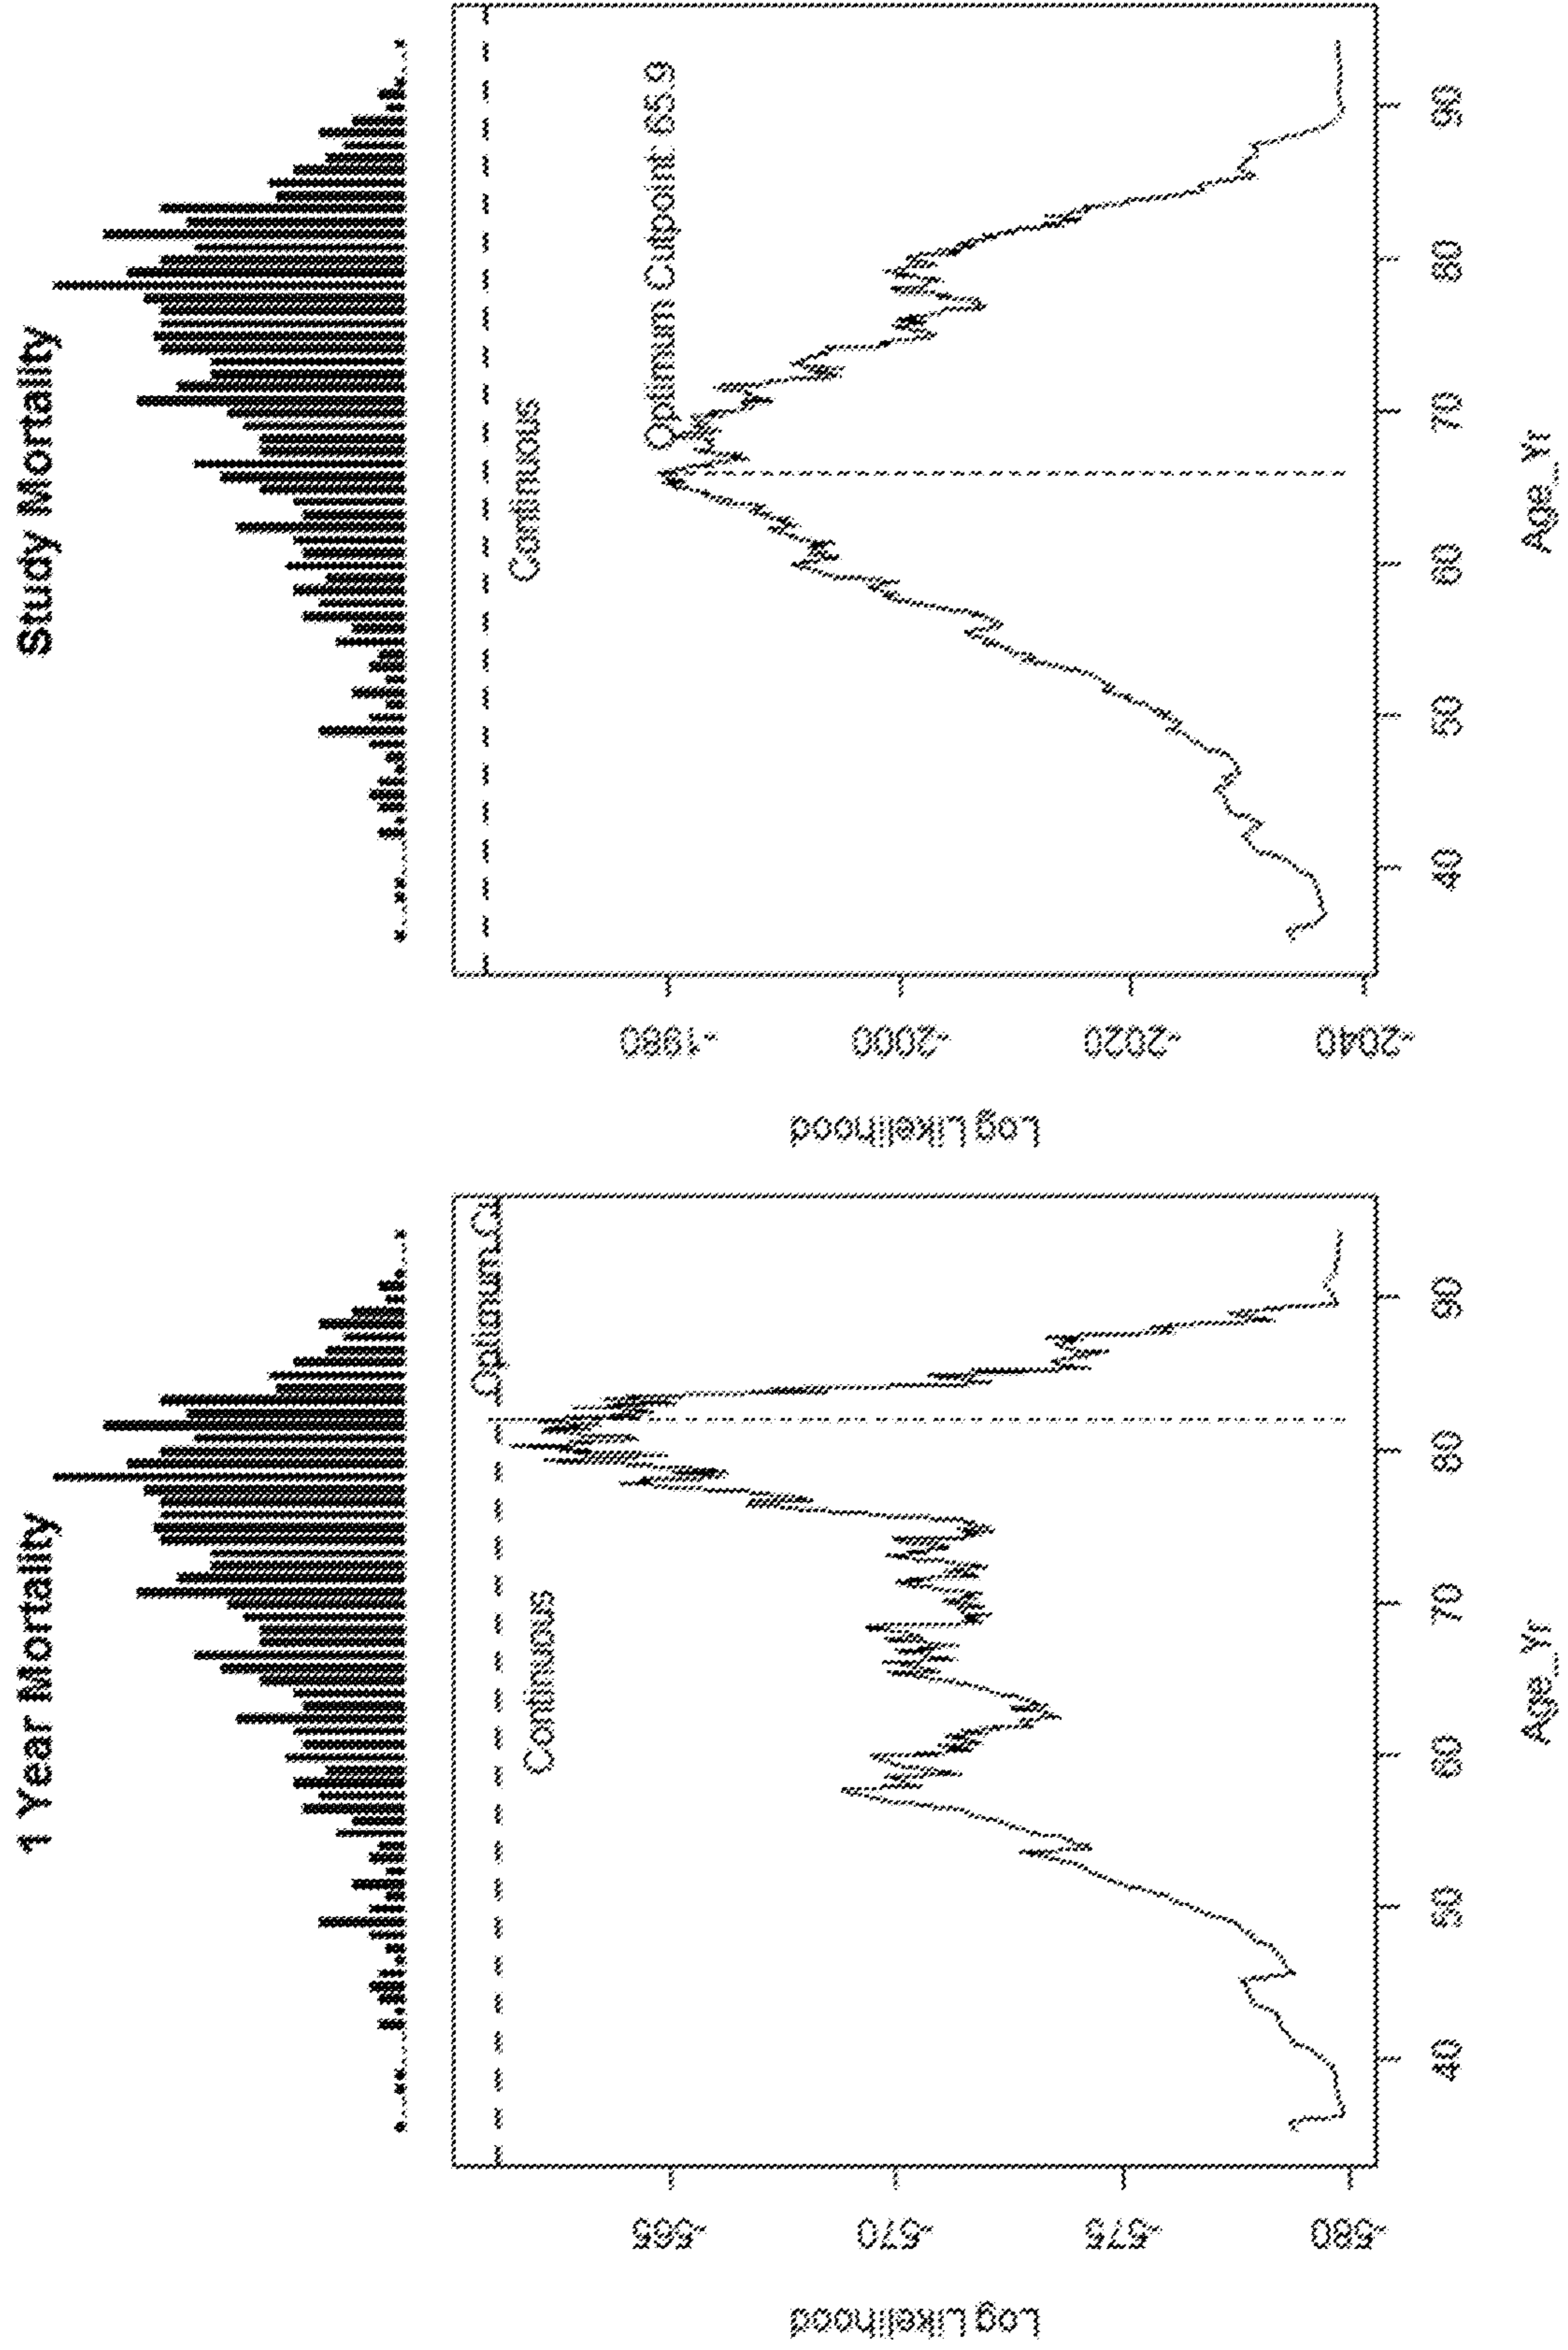 1 Year Mortality
Optimum C
Continuous
Log Likelihood
-565
-570
-575
-580
40
50
60
70
80
90
Age_Yr
Study Mortality
Optimum Cutpoint: 65.9
Continuous
Log Likelihood
-1980
-2000
-2020
-2040
40
50
60
70
80
90
Age_Yr